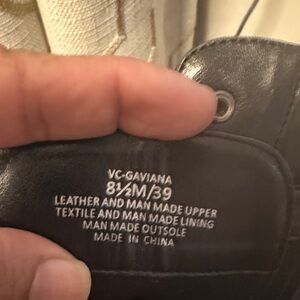 VC-GAVIANA
8½M/39
LEATHER AND MAN MADE UPPER
TEXTILE AND MAN MADE LINING
MAN MADE OUTSOLE
MADE IN CHINA